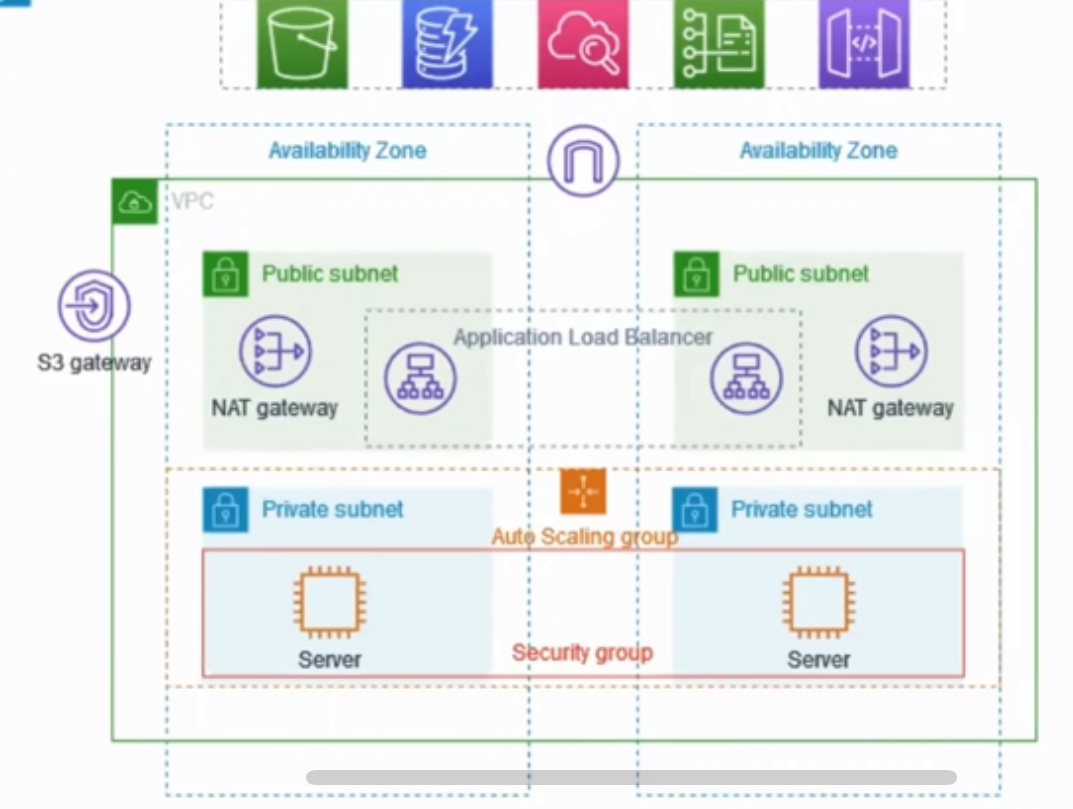 Availability Zone
Availability Zone
VPC
Public subnet
Public subnet
Application Load Balancer
S3 gateway
NAT gateway
NAT gateway
Private subnet
Private subnet
Auto Scaling group
Security group
Server
Server